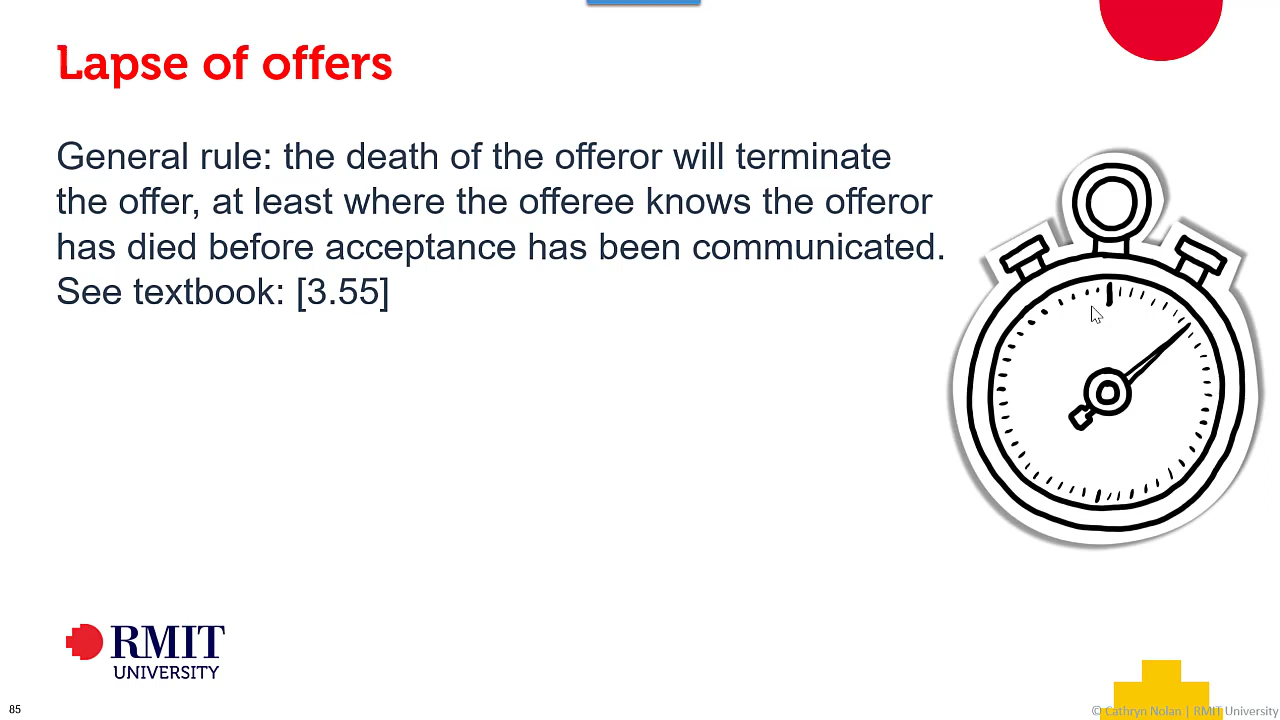 Lapse of offers
General rule: the death of the offeror will terminate
the offer, at least where the offeree knows the offeror
has died before acceptance has been communicated.
See textbook: [3.55]
RMIT
UNIVERSITY
85
© Cathryn Nolan | RMIT University